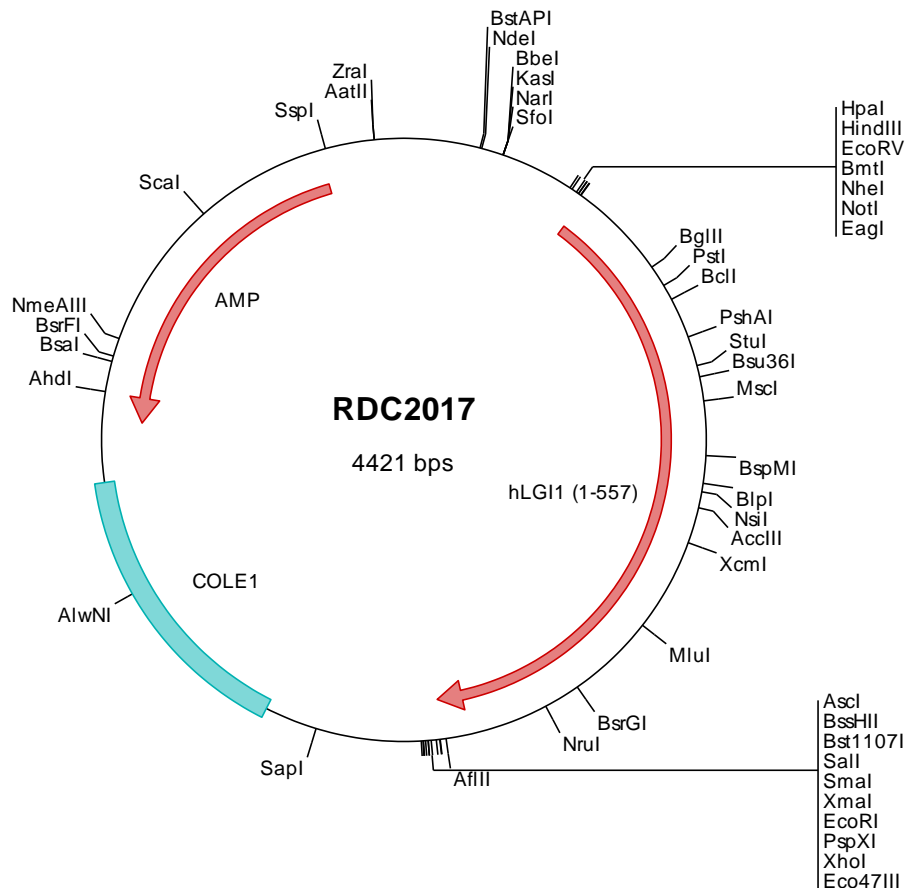 BstAPI
NdeI
BbeI
KasI
NarI
SfoI
ZraI
AatII
SspI
ScaI
HpaI
HindIII
EcoRV
BmtI
NheI
NotI
EagI
BglII
PstI
BclI
AMP
PshAI
StuI
Bsu36I
MscI
NmeAIII
BsrFI
BsaI
AhdI
RDC2017
4421 bps
hLGI1 (1-557)
BspMI
BlpI
NsiI
AccIII
XcmI
COLE1
AlwNI
MluI
BsrGI
NruI
SapI
AflII
AscI
BssHII
Bst1107I
SalI
SmaI
XmaI
EcoRI
PspXI
XhoI
Eco47III